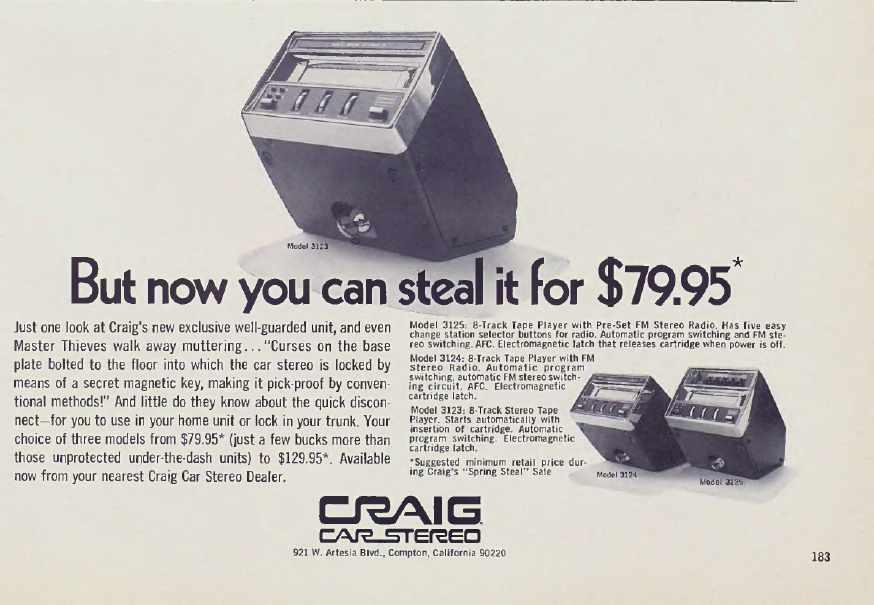 Model 3123
But now you can steal it for $79.95*
Just one look at Craig's new exclusive well-guarded unit, and even
Master Thieves walk away muttering... "Curses on the base
plate bolted to the floor into which the car stereo is locked by
means of a secret magnetic key, making it pick-proof by conven-
tional methods!" And little do they know about the quick discon-
nect—for you to use in your home unit or lock in your trunk. Your
choice of three models from $79.95* (just a few bucks more than
those unprotected under-the-dash units) to $129.95*. Available
now from your nearest Craig Car Stereo Dealer.
Model 3125: 8-Track Tape Player with Pre-Set FM Stereo Radio. Has five easy
change station selector buttons for radio. Automatic program switching and FM ste-
reo switching. AFC. Electromagnetic latch that releases cartridge when power is off.
Model 3124: 8-Track Tape Player with FM
Stereo Radio. Automatic program
switching, automatic FM stereo switch-
ing circuit. AFC. Electromagnetic
cartridge latch.
Model 3123: 8-Track Stereo Tape
Player. Starts automatically with
insertion of cartridge. Automatic
program switching. Electromagnetic
cartridge latch.
*Suggested minimum retail price dur-
ing Craig's "Spring Steal" Sale
Model 3124
Model 3125
CRAIG
CAR STEREO
921 W. Artesia Blvd., Compton, California 90220
183